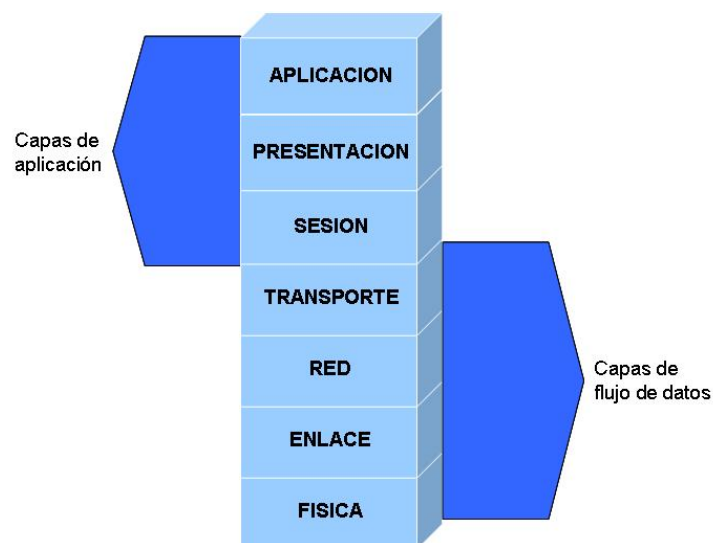 APLICACION
Capas de
aplicación
PRESENTACION
SESION
TRANSPORTE
RED
Capas de
flujo de datos
ENLACE
FISICA